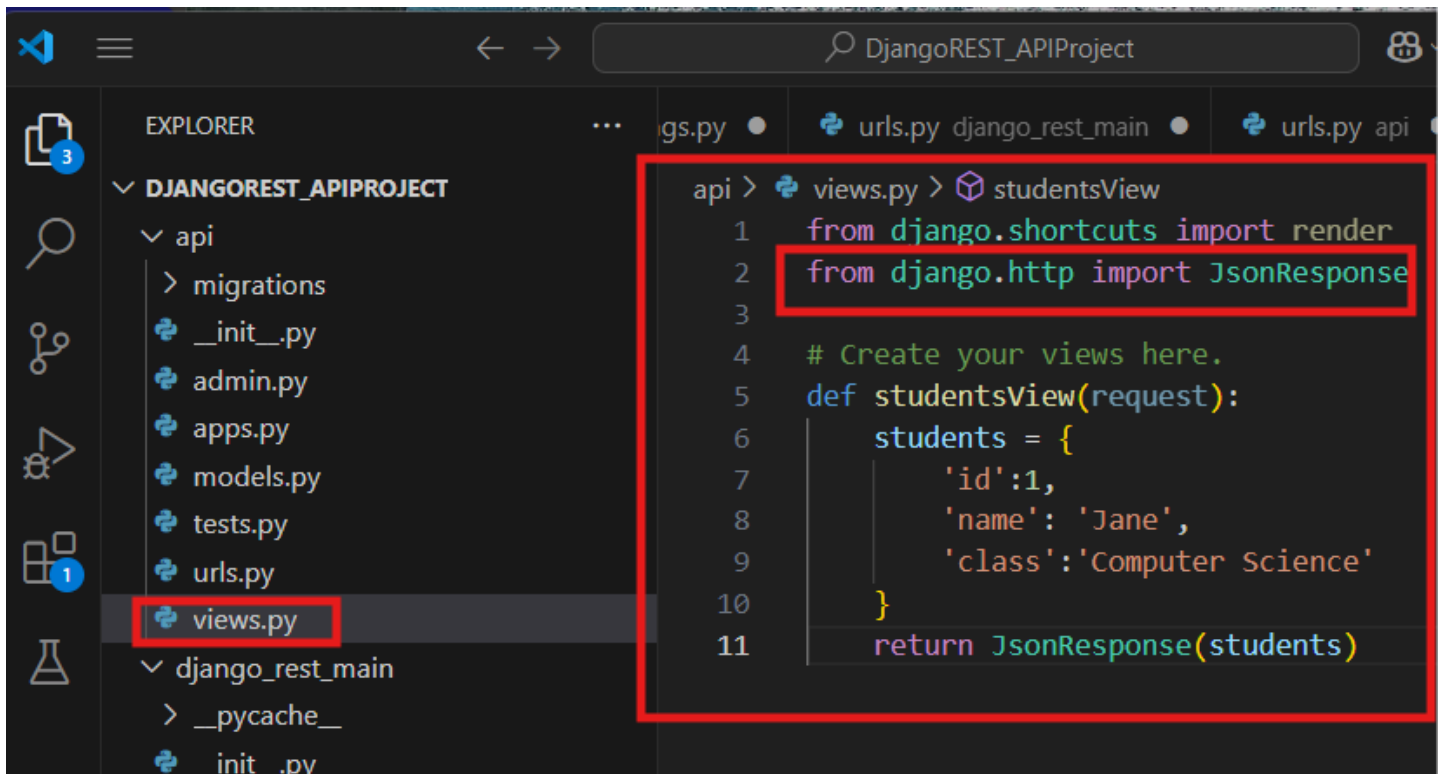 DjangoREST_APIProject
EXPLORER
...
gs.py
urls.py django_rest_main
urls.py api
3
DJANGOREST_APIPROJECT
api
migrations
__init__.py
admin.py
apps.py
models.py
tests.py
urls.py
views.py
django_rest_main
__pycache__
__init__.py
1
api > views.py > studentsView
1 from django.shortcuts import render
2 from django.http import JsonResponse
3
4 # Create your views here.
5 def studentsView(request):
6 students = {
7 'id':1,
8 'name': 'Jane',
9 'class':'Computer Science'
10 }
11 return JsonResponse(students)